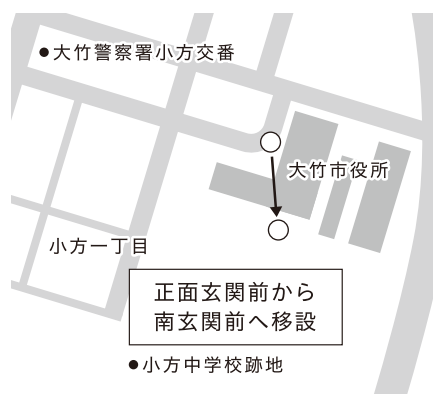 ●大竹警察署小方交番
大竹市役所
小方一丁目
正面玄関前から
南玄関前へ移設
●小方中学校跡地